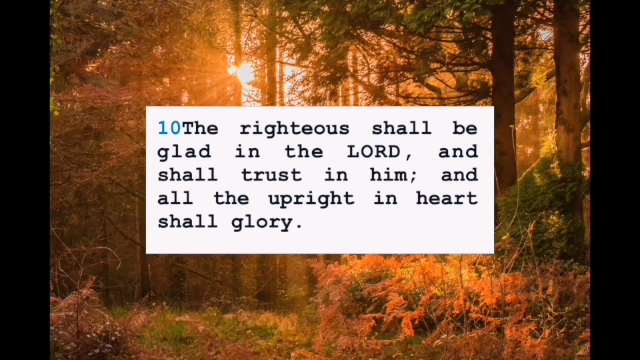 10The righteous shall be
glad in the LORD, and
shall trust in him; and
all the upright in heart
shall glory.